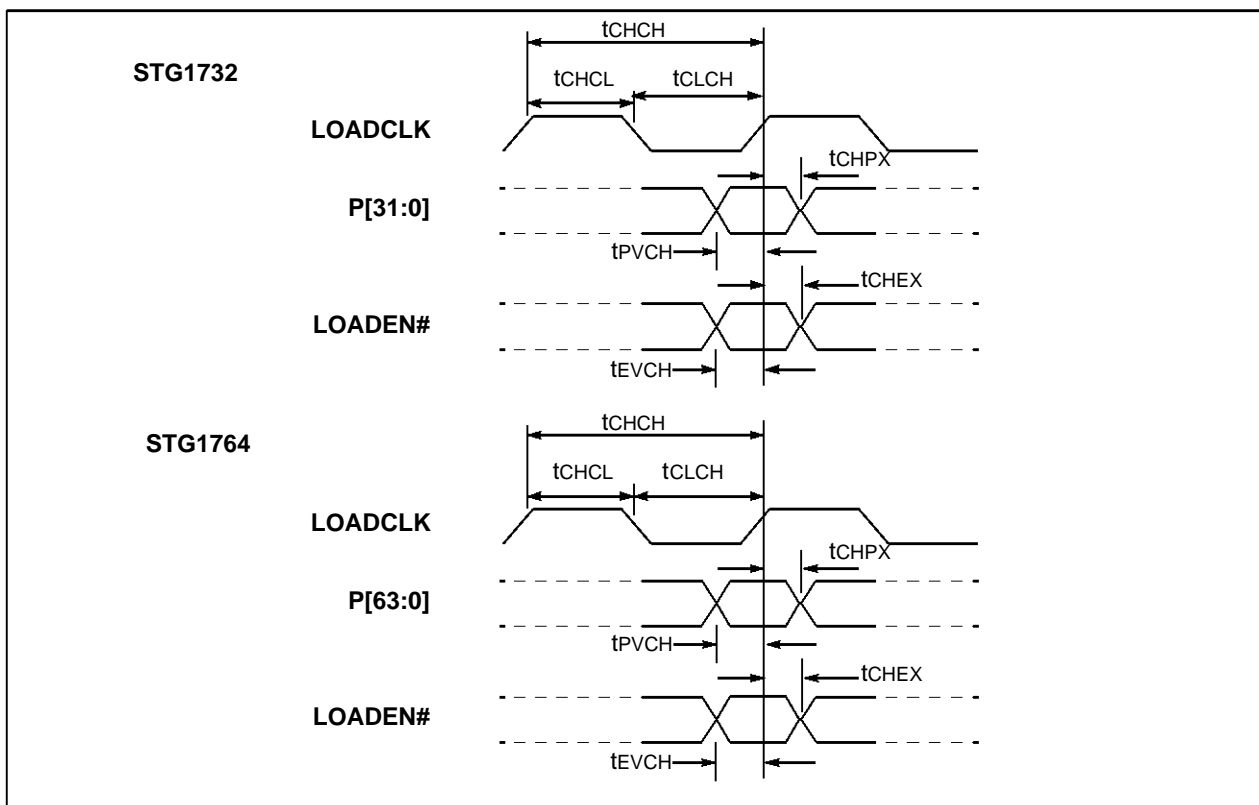 tCHCH
STG1732
tCHCL
tCLCH
LOADCLK
tCHPX
P[31:0]
tPVCH
tCHEX
LOADEN#
tEVCH
tCHCH
STG1764
tCHCL
tCLCH
LOADCLK
tCHPX
P[63:0]
tPVCH
tCHEX
LOADEN#
tEVCH